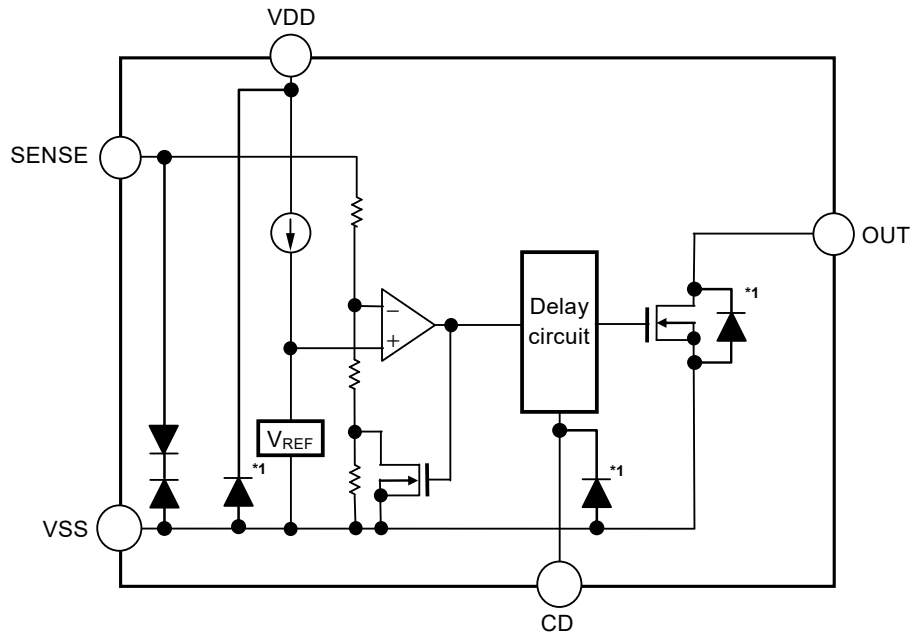 VDD
SENSE
OUT
*1
Delay
circuit
−
+
VREF
*1
*1
VSS
CD